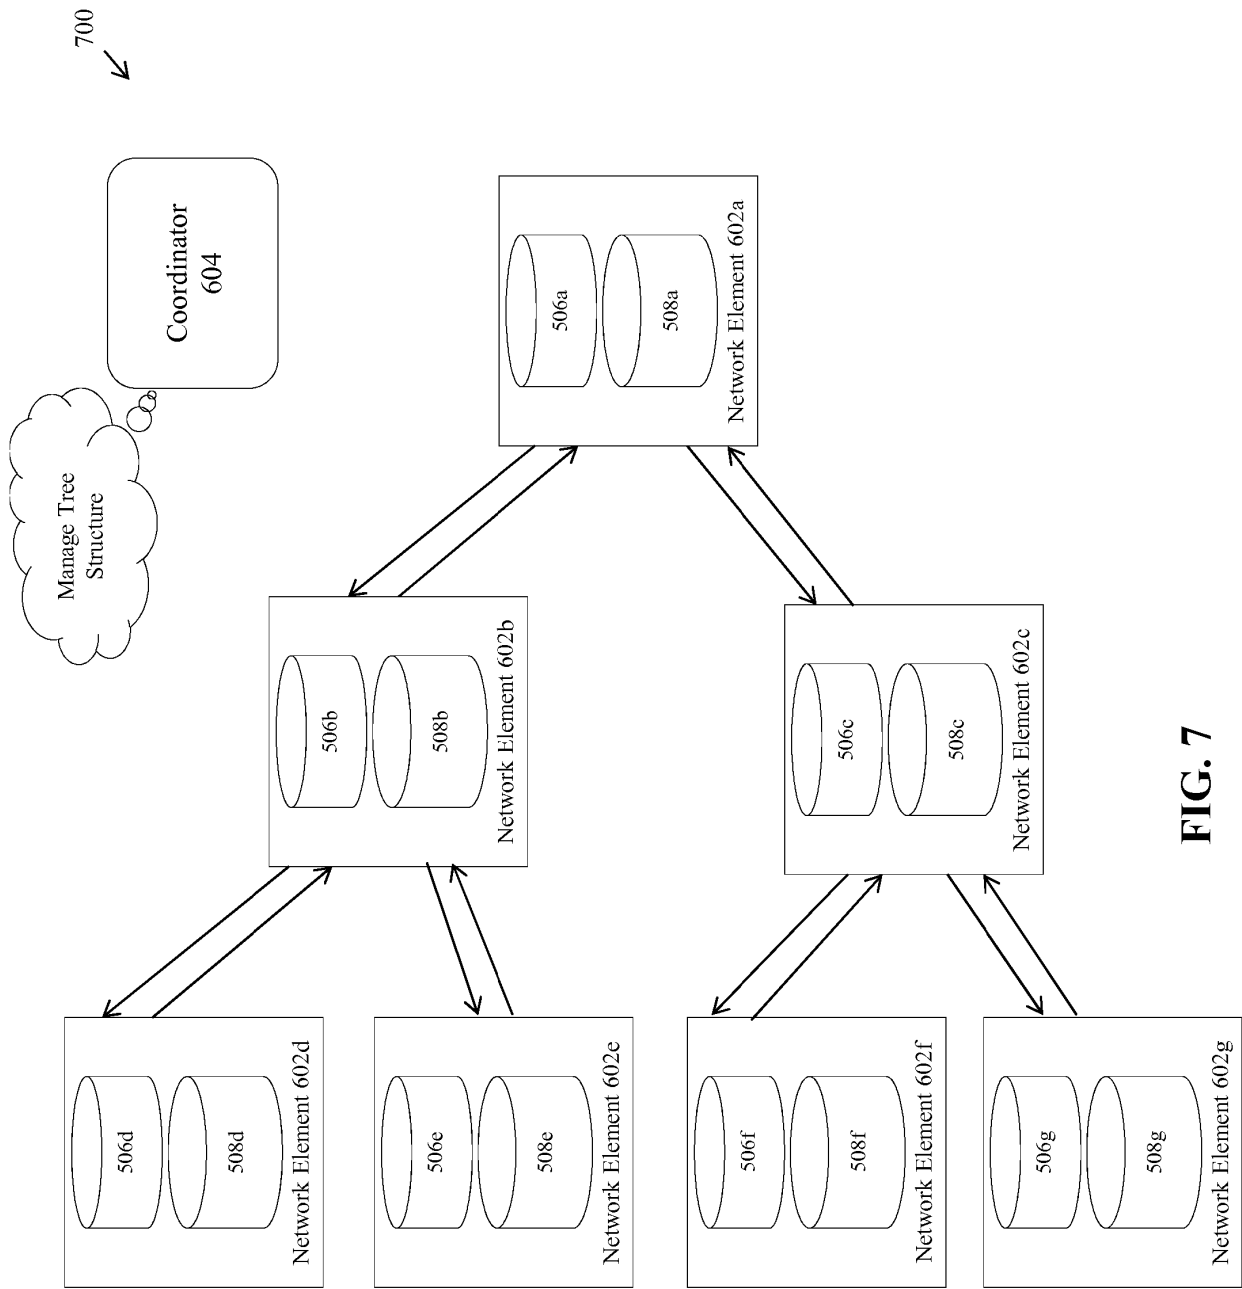 700
Coordinator
604
Manage Tree
Structure
506a
508a
Network Element 602a
506b
508b
Network Element 602b
506c
508c
Network Element 602c
506d
508d
Network Element 602d
506e
508e
Network Element 602e
506f
508f
Network Element 602f
506g
508g
Network Element 602g
FIG. 7